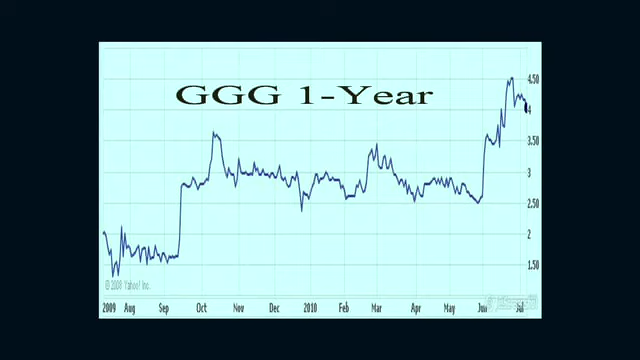 GGG 1-Year
4.50
4
3.50
3
2.50
2
1.50
© 2009 Yahoo! Inc.
2009 Aug Sep Oct Nov Dec 2010 Feb Mar Apr May Jun Jul